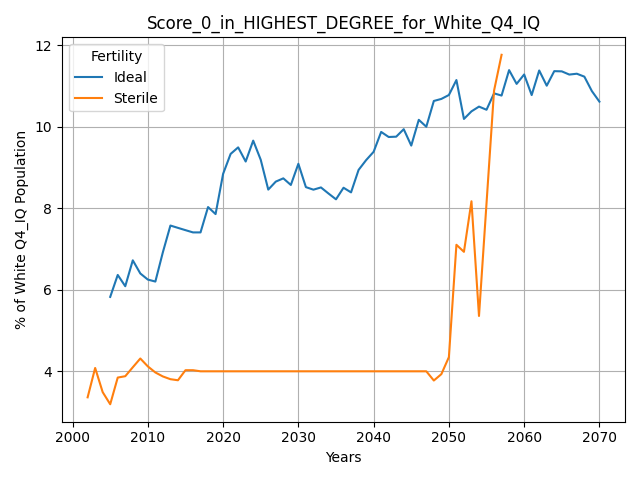 Score_0_in_HIGHEST_DEGREE_for_White_Q4_IQ
Fertility
Ideal
Sterile
% of White Q4_IQ Population
12
10
8
6
4
2000 2010 2020 2030 2040 2050 2060 2070
Years